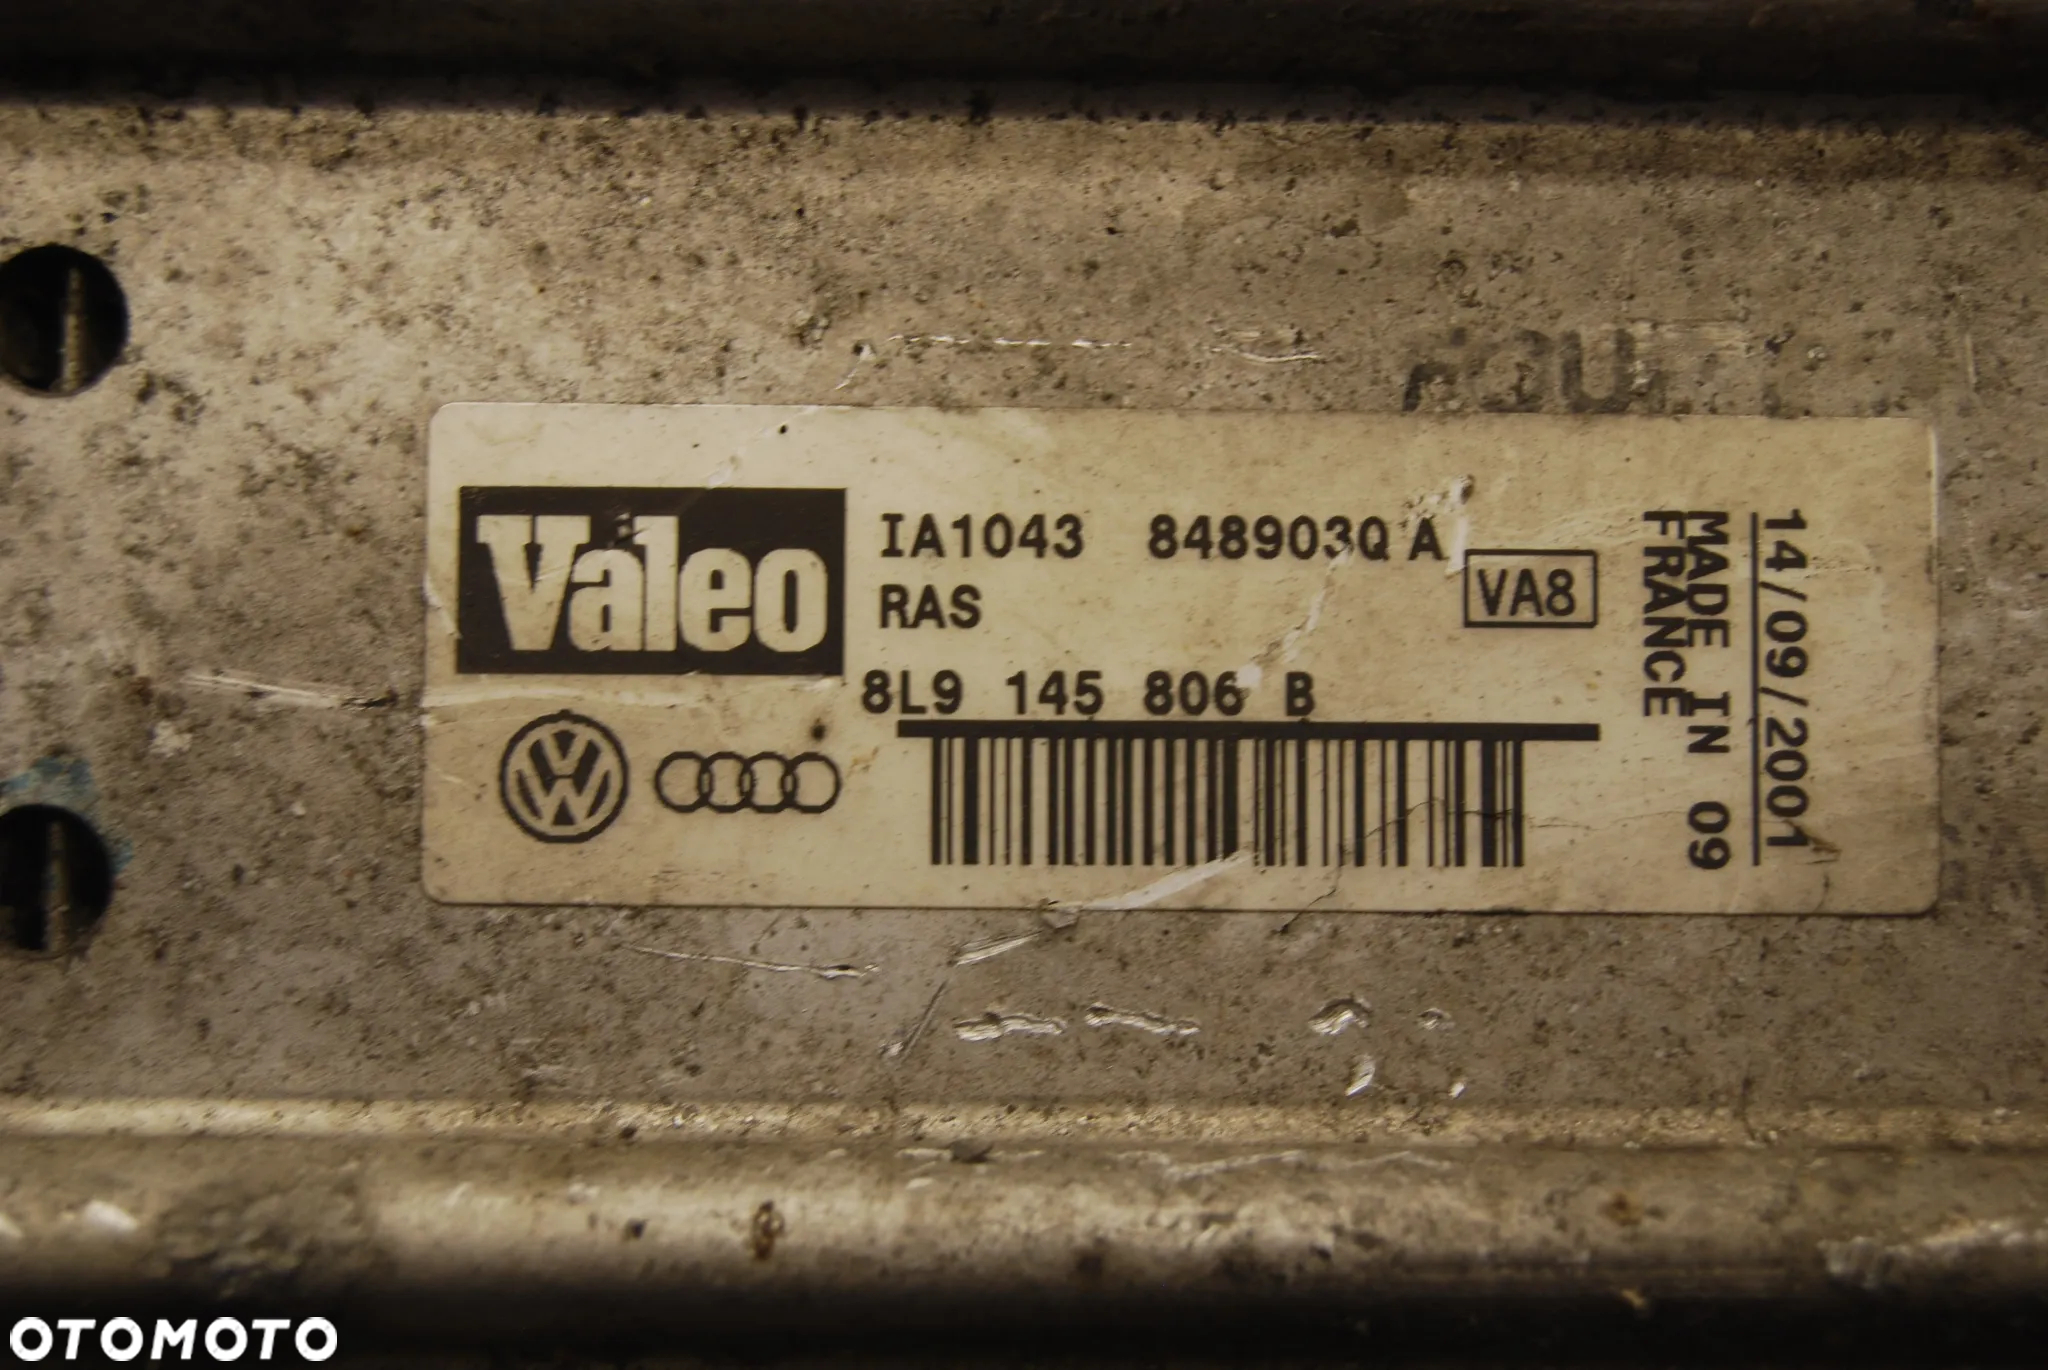 Valeo
IA1043 848903Q A
RAS
VA8
8L9 145 806 B
MADE IN 09
FRANCE
14/09/2001
OTOMOTO